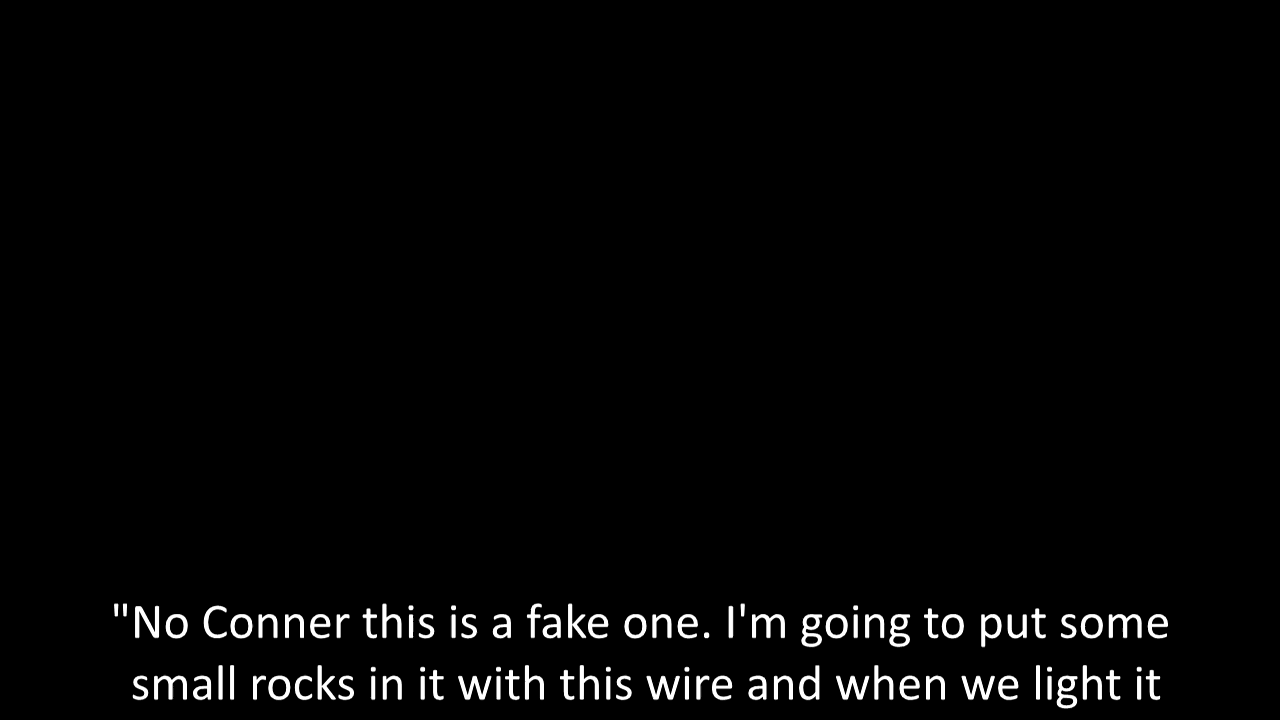 "No Conner this is a fake one. I'm going to put some
small rocks in it with this wire and when we light it